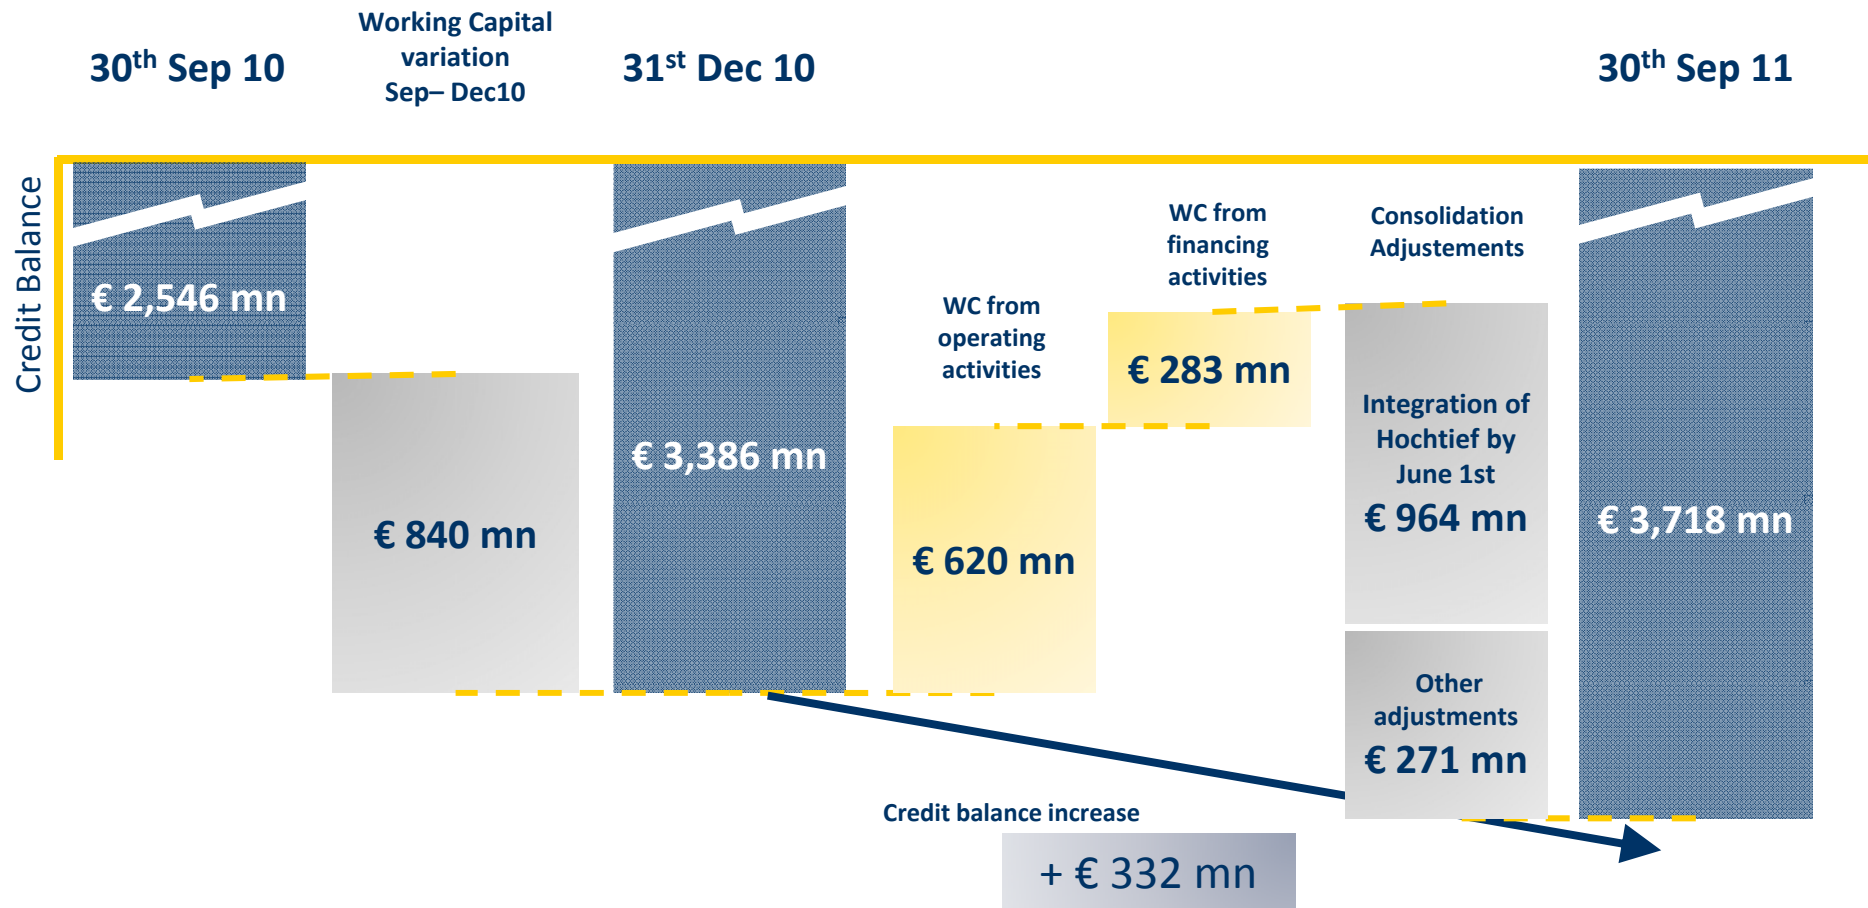 30th Sep 10
Working Capital
variation
Sep– Dec10
31st Dec 10
30th Sep 11
Credit Balance
€ 2,546 mn
€ 840 mn
€ 3,386 mn
WC from
operating
activities
€ 620 mn
WC from
financing
activities
€ 283 mn
Consolidation
Adjustements
Integration of
Hochtief by
June 1st
€ 964 mn
Other
adjustments
€ 271 mn
€ 3,718 mn
Credit balance increase
+ € 332 mn